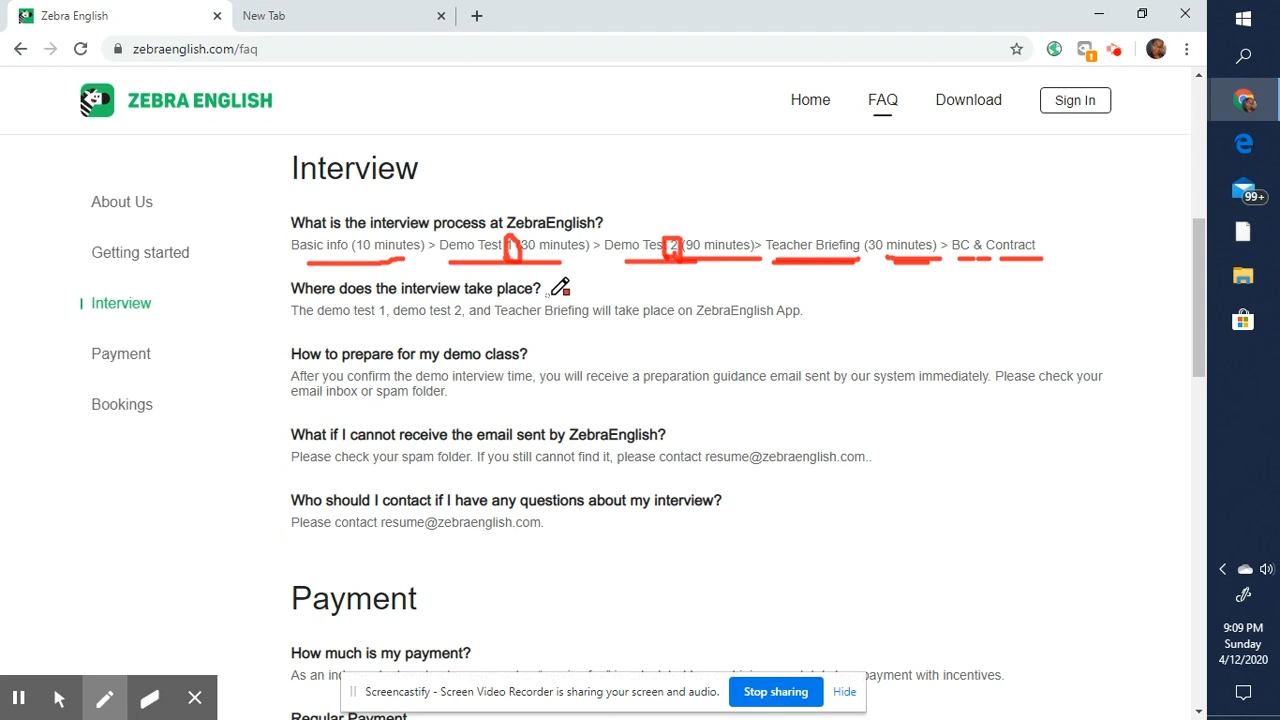 Zebra English
New Tab
zebraenglish.com/faq
1
ZEBRA ENGLISH
Home
FAQ
Download
Sign In
About Us
Getting started
Interview
Payment
Bookings
Interview
What is the interview process at ZebraEnglish?
Basic info (10 minutes) > Demo Test 1 (30 minutes) > Demo Test 2 (90 minutes)> Teacher Briefing (30 minutes) > BC & Contract
Where does the interview take place?
The demo test 1, demo test 2, and Teacher Briefing will take place on ZebraEnglish App.
How to prepare for my demo class?
After you confirm the demo interview time, you will receive a preparation guidance email sent by our system immediately. Please check your
email inbox or spam folder.
What if I cannot receive the email sent by ZebraEnglish?
Please check your spam folder. If you still cannot find it, please contact resume@zebraenglish.com..
Who should I contact if I have any questions about my interview?
Please contact resume@zebraenglish.com.
Payment
How much is my payment?
As an
payment with incentives.
Screencastify - Screen Video Recorder is sharing your screen and audio.
Stop sharing
Hide
Regular Payment
99+
9:09 PM
Sunday
4/12/2020